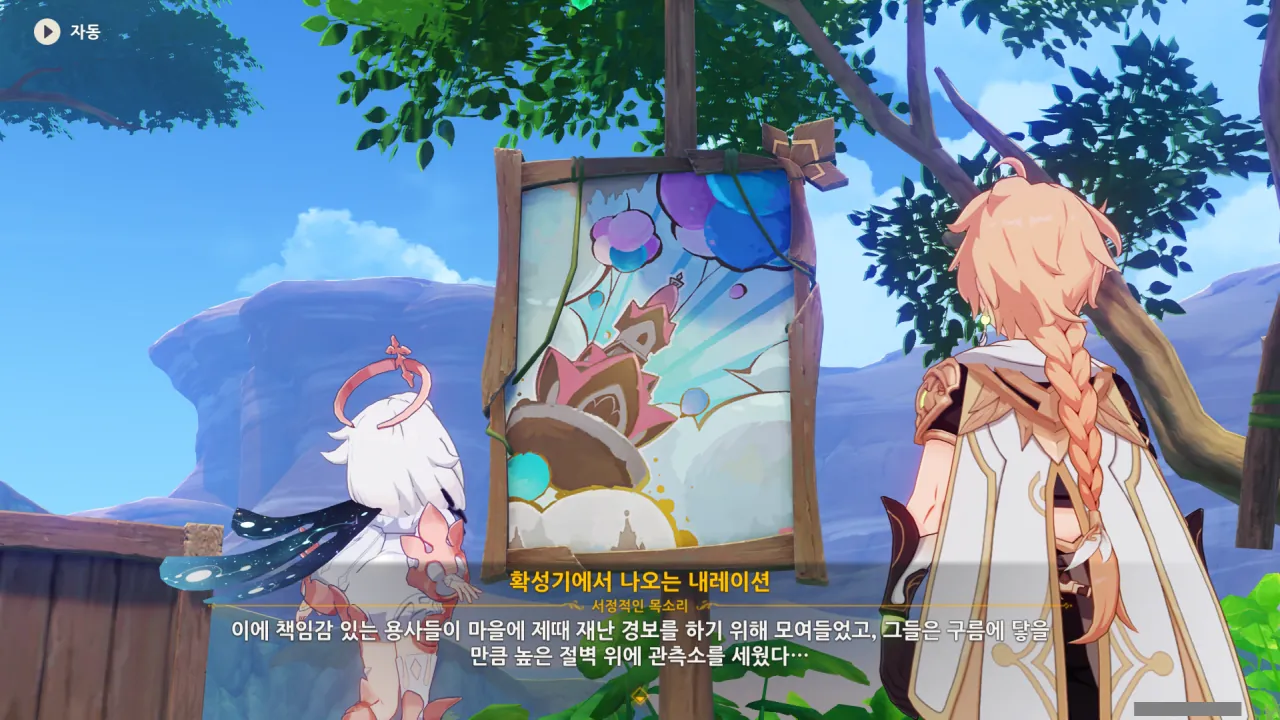 자동
확성기에서 나오는 내레이션
서정적인 목소리
이에 책임감 있는 용사들이 마을에 제때 재난 경보를 하기 위해 모여들었고, 그들은 구름에 닿을
만큼 높은 절벽 위에 관측소를 세웠다…